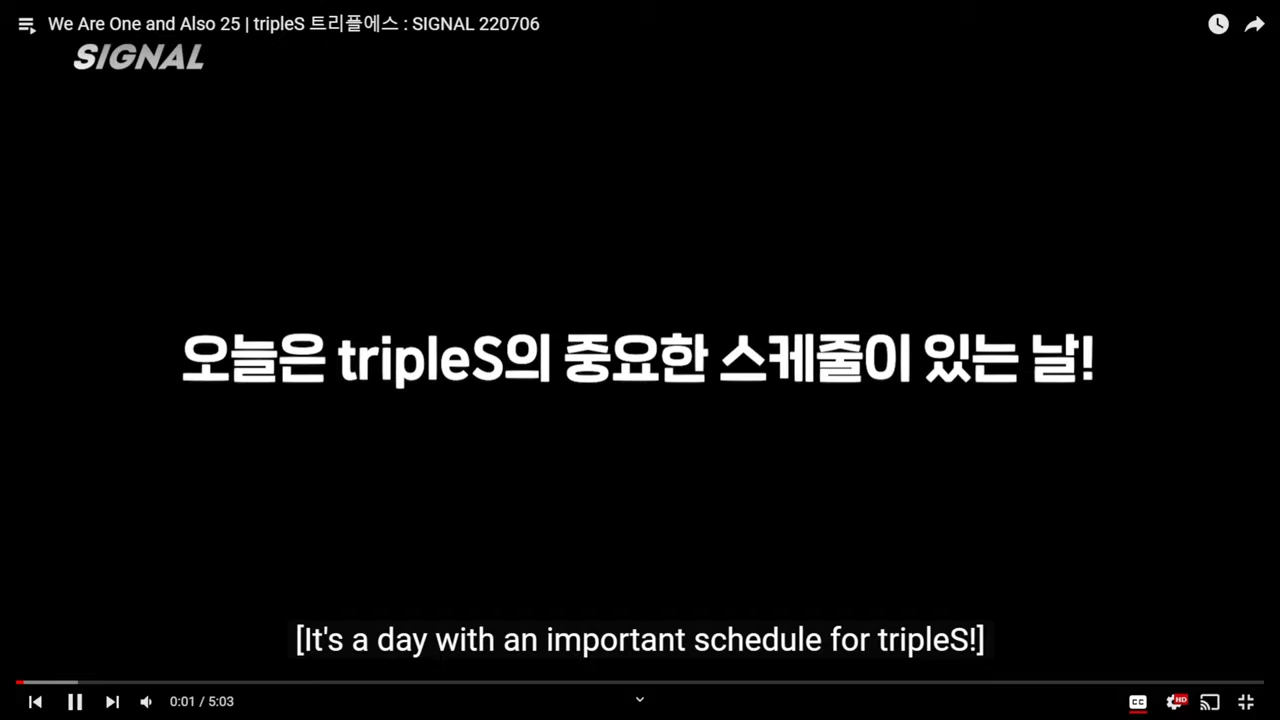 We Are One and Also 25 | tripleS 트리플에스 : SIGNAL 220706
SIGNAL
오늘은 tripleS의 중요한 스케줄이 있는 날!
[It's a day with an important schedule for tripleS!]
0:01 / 5:03
CC
HD